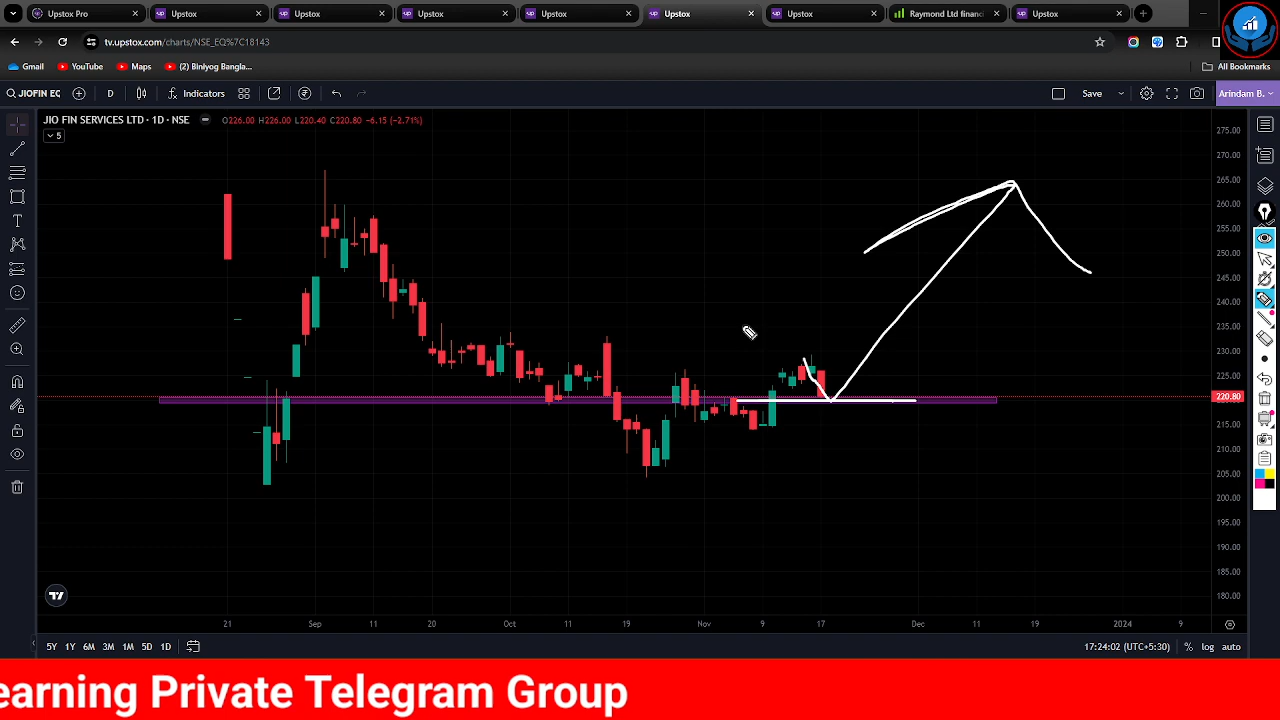 Upstox Pro
Upstox
Upstox
Upstox
Upstox
Upstox
Upstox
Raymond Ltd financi
Upstox
tv.upstox.com/charts/NSE_EQ%7C18143
Gmail
YouTube
Maps
(2) Biniyog Bangla...
All Bookmarks
JIOFIN EQ
D
Indicators
Save
Arindam B.
JIO FIN SERVICES LTD · 1D · NSE
O226.00 H226.00 L220.40 C220.80 −6.15 (−2.71%)
5
275.00
270.00
265.00
260.00
255.00
250.00
245.00
240.00
235.00
230.00
225.00
220.80
215.00
210.00
205.00
200.00
195.00
190.00
185.00
180.00
21
Sep
11
20
Oct
11
19
Nov
9
17
Dec
11
19
2024
9
5Y 1Y 6M 3M 1M 5D 1D
17:24:02 (UTC+5:30)
% log auto
earning Private Telegram Group